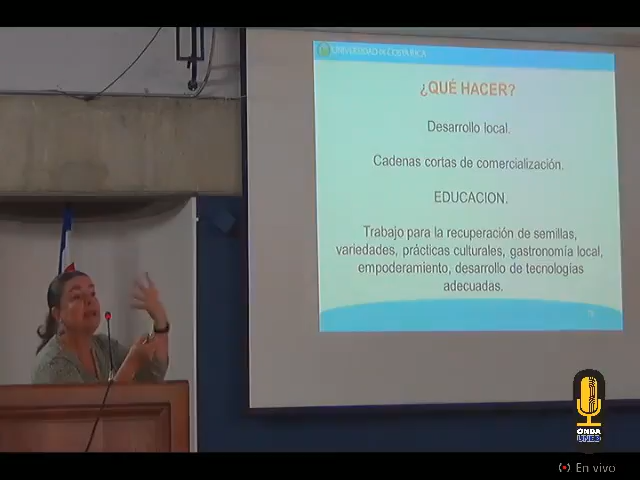 UNIVERSIDAD DE COSTA RICA
¿QUÉ HACER?
Desarrollo local.
Cadenas cortas de comercialización.
EDUCACION.
Trabajo para la recuperación de semillas,
variedades, prácticas culturales, gastronomía local,
empoderamiento, desarrollo de tecnologías
adecuadas.
ONDA
UNED
En vivo